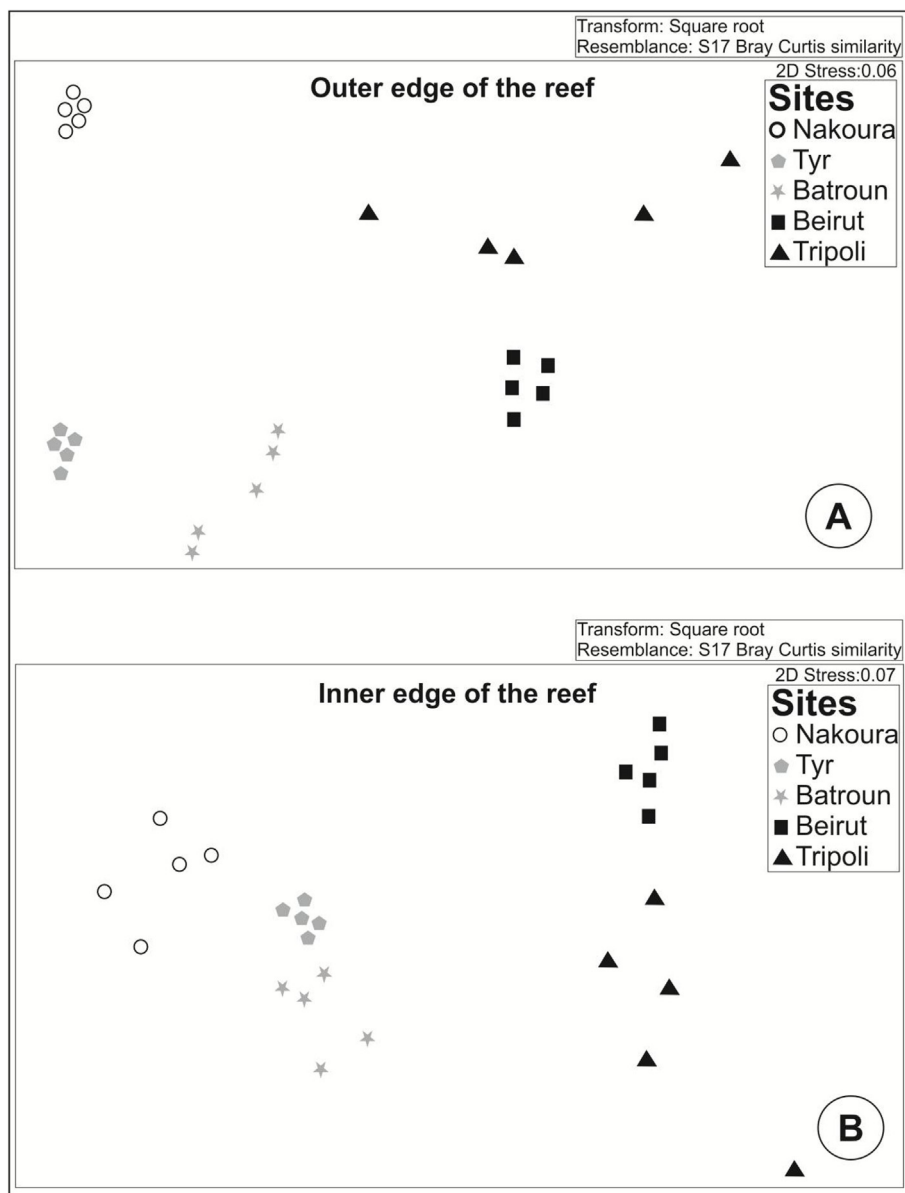 Transform: Square root
Resemblance: S17 Bray Curtis similarity
2D Stress:0.06
Outer edge of the reef
Sites
Nakoura
Tyr
Batroun
Beirut
Tripoli
A
Transform: Square root
Resemblance: S17 Bray Curtis similarity
2D Stress:0.07
Inner edge of the reef
Sites
Nakoura
Tyr
Batroun
Beirut
Tripoli
B